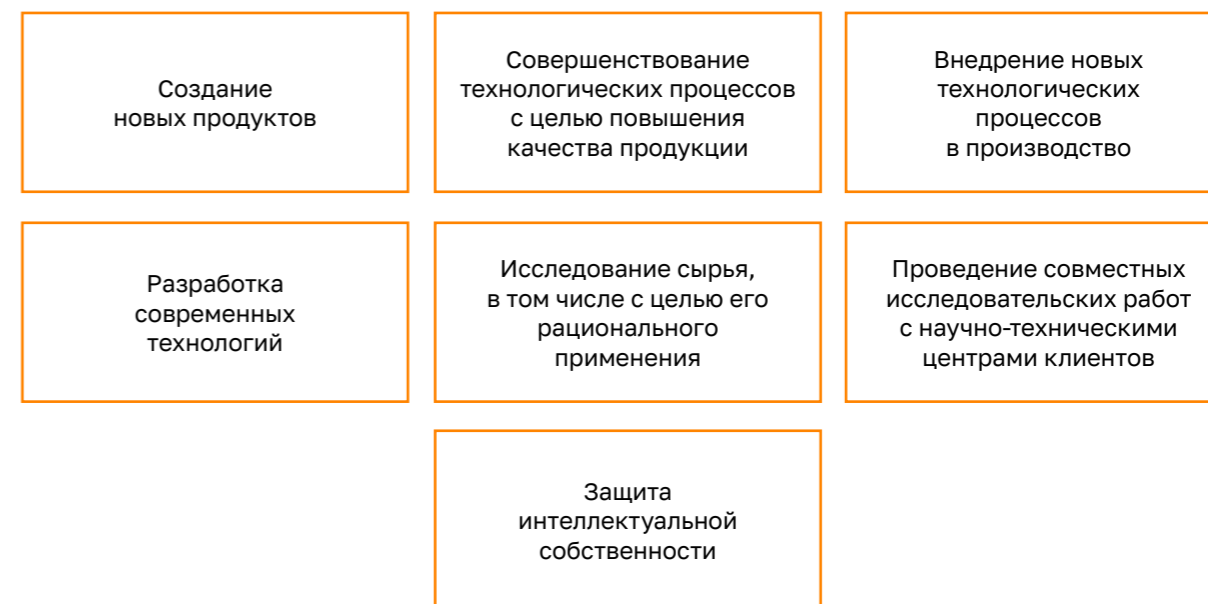 Создание
новых продуктов
Совершенствование
технологических процессов
с целью повышения
качества продукции
Внедрение новых
технологических
процессов
в производство
Разработка
современных
технологий
Исследование сырья,
в том числе с целью его
рационального
применения
Проведение совместных
исследовательских работ
с научно-техническими
центрами клиентов
Защита
интеллектуальной
собственности